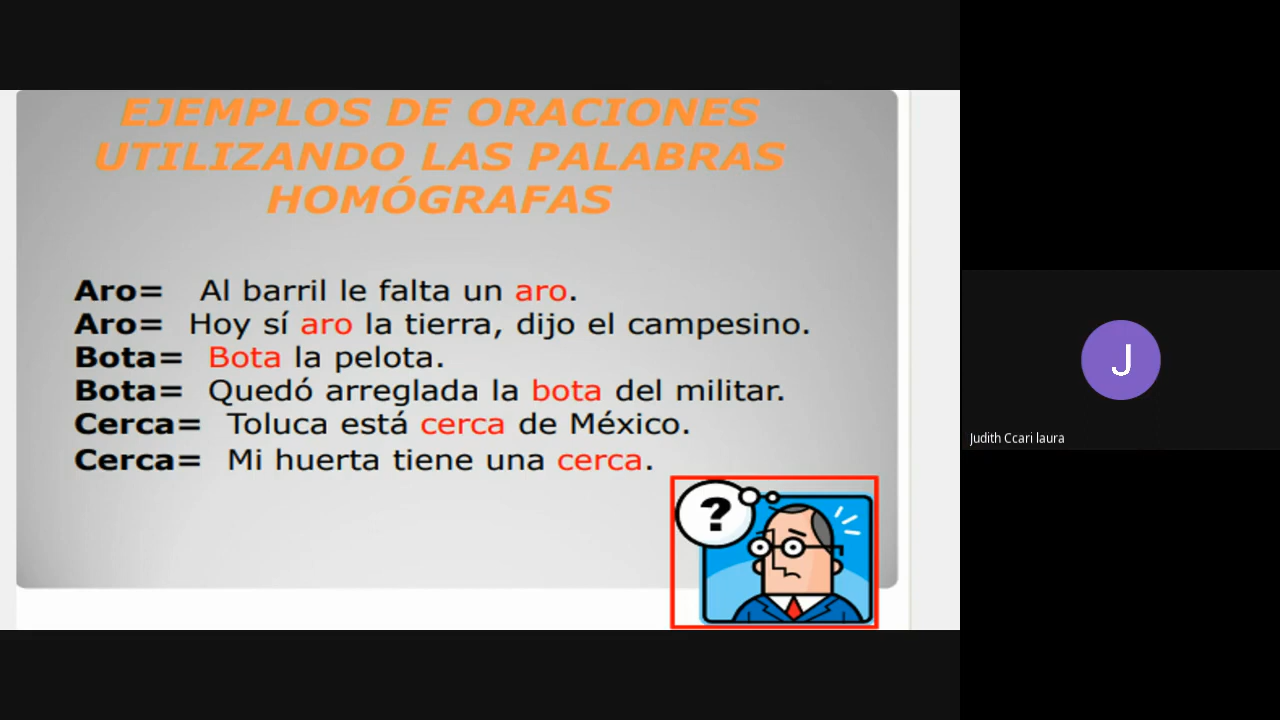 EJEMPLOS DE ORACIONES
UTILIZANDO LAS PALABRAS
HOMÓGRAFAS
Aro= Al barril le falta un aro.
Aro= Hoy sí aro la tierra, dijo el campesino.
Bota= Bota la pelota.
Bota= Quedó arreglada la bota del militar.
Cerca= Toluca está cerca de México.
Cerca= Mi huerta tiene una cerca.
?
J
Judith Ccari laura